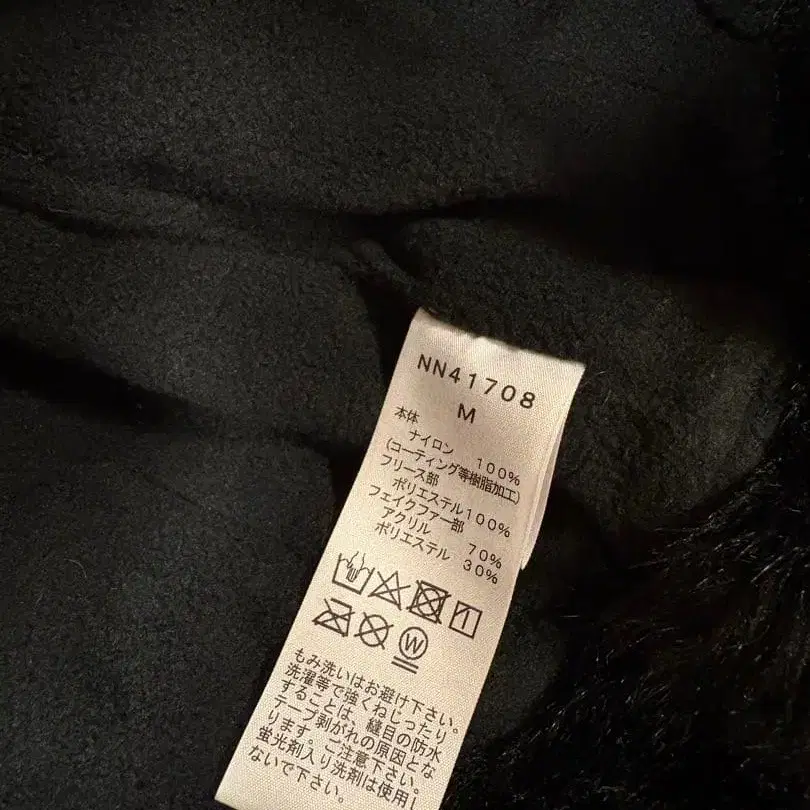 NN41708
M
本体
ナイロン 100%
(コーティング等樹脂加工)
フリース部
ポリエステル100%
フェイクファー部
アクリル 70%
ポリエステル 30%
W
もみ洗いはお避け下さい。
洗濯等で強くねじったり
することは、縫目の防水
テープ剥がれの原因とな
ります。ご注意下さい。
蛍光剤入り洗剤は使用し
ないで下さい。